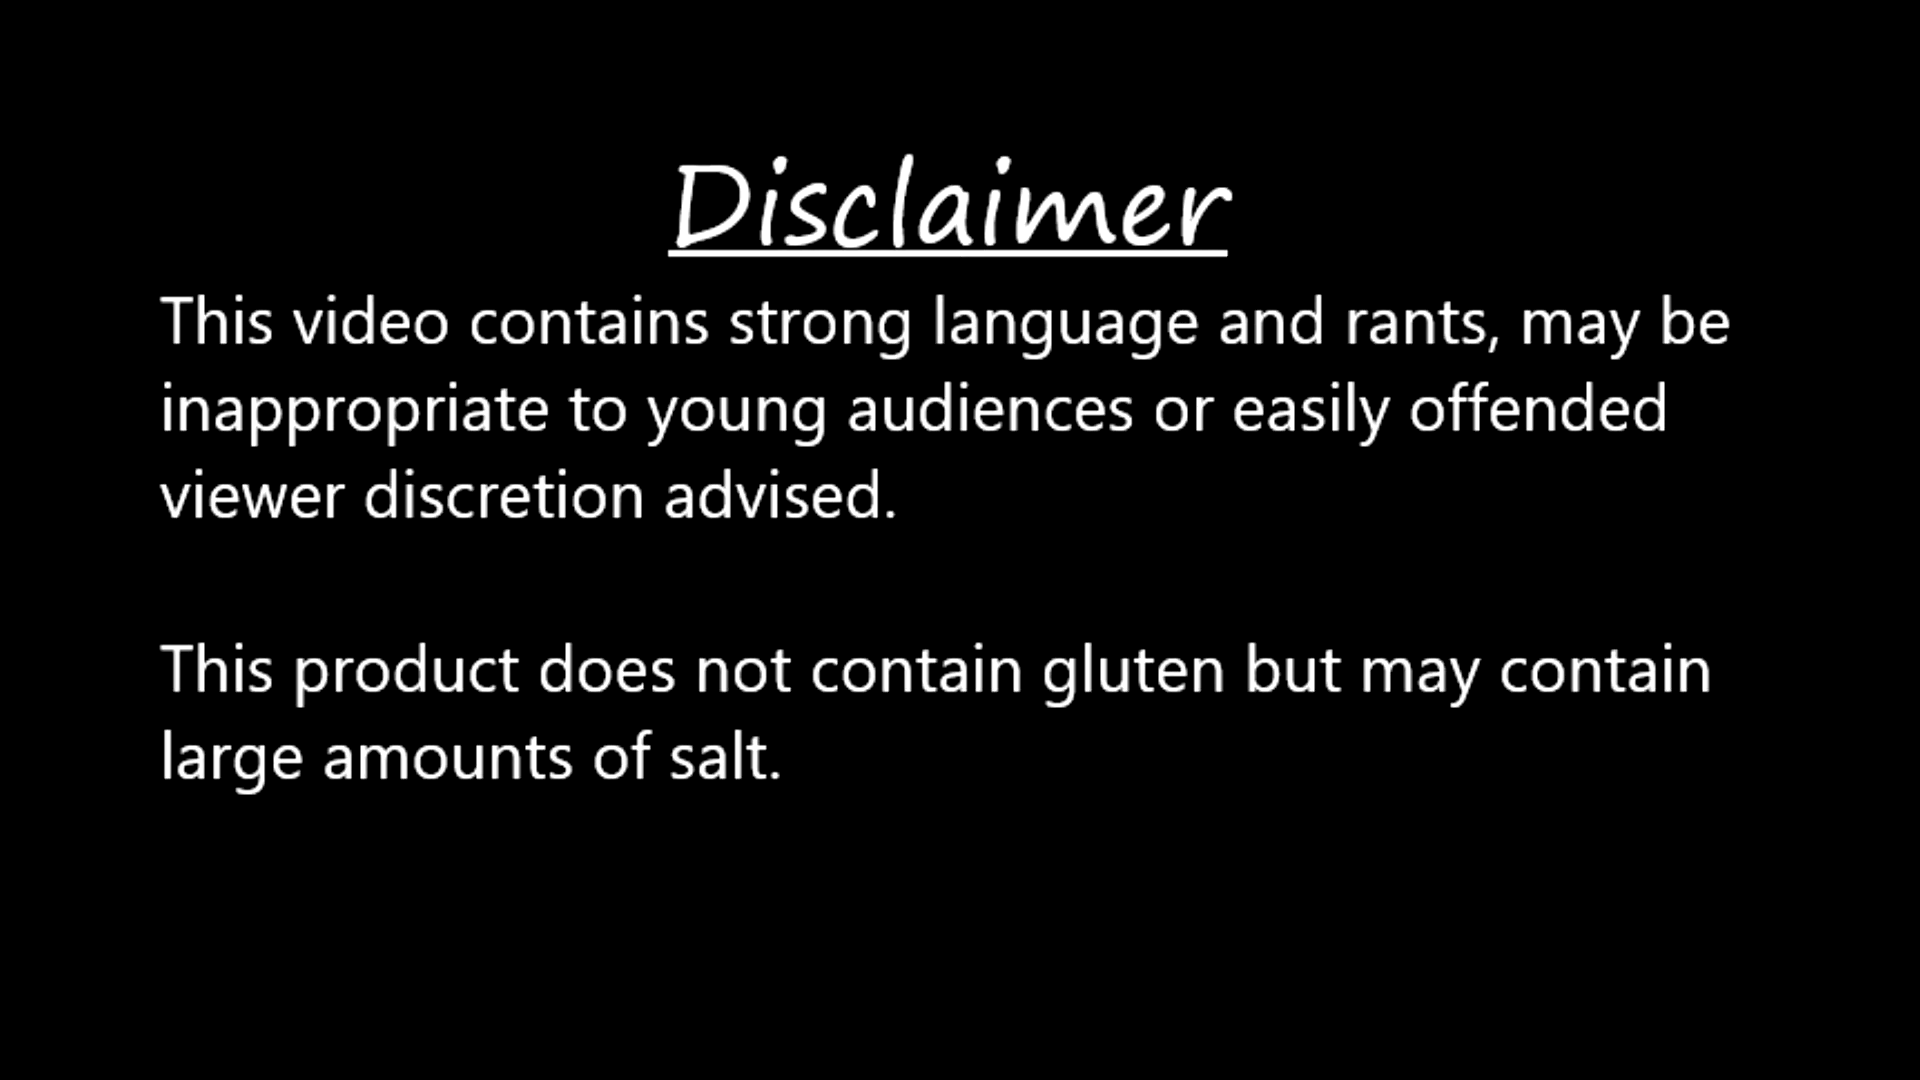 Disclaimer
This video contains strong language and rants, may be
inappropriate to young audiences or easily offended
viewer discretion advised.
This product does not contain gluten but may contain
large amounts of salt.